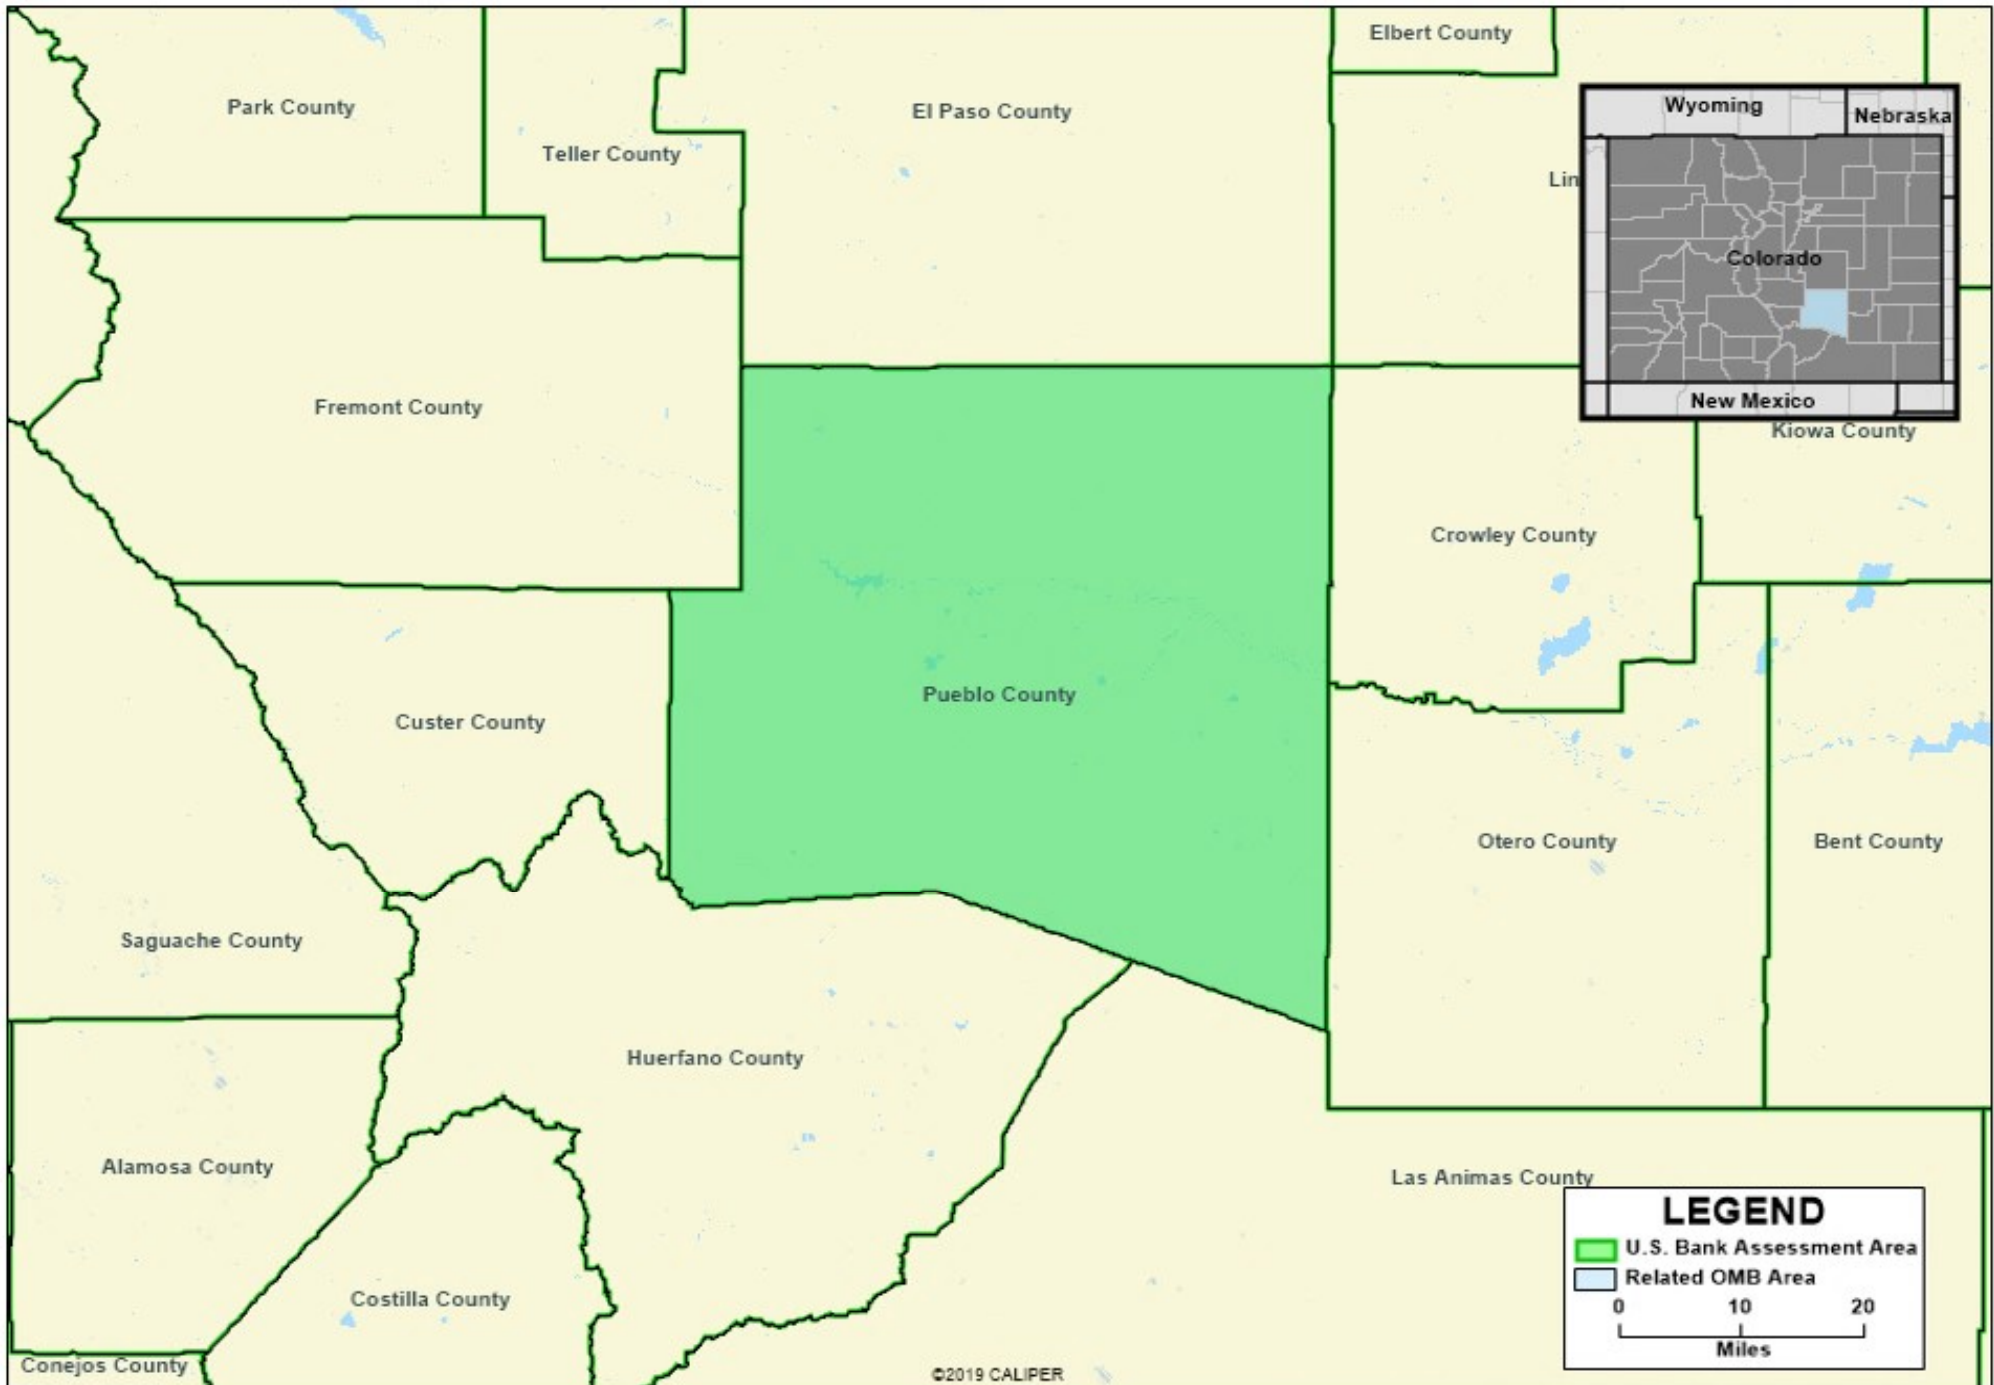 Elbert County
Park County
El Paso County
Teller County
Wyoming
Nebraska
Lin
Colorado
New Mexico
Fremont County
Kiowa County
Crowley County
Pueblo County
Custer County
Otero County
Bent County
Saguache County
Huerfano County
Alamosa County
Las Animas County
LEGEND
U.S. Bank Assessment Area
Related OMB Area
0 10 20
Miles
Costilla County
Conejos County
©2019 CALIPER